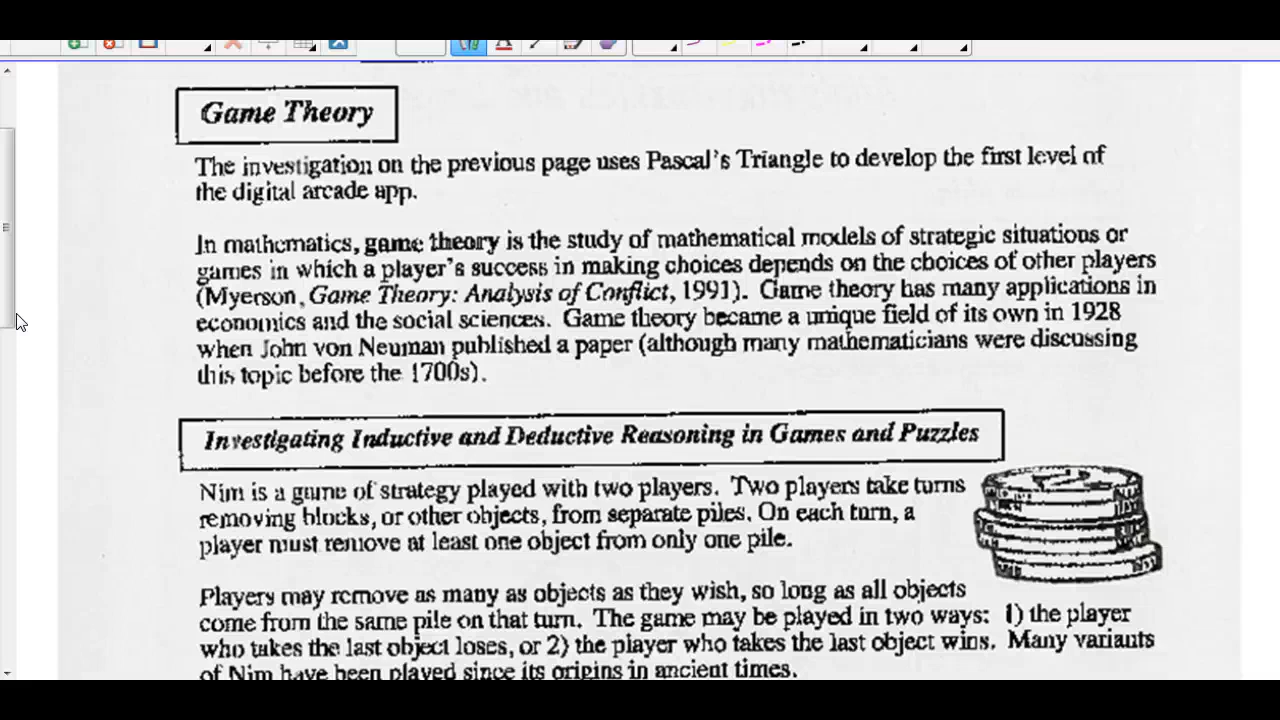 Game Theory
The investigation on the previous page uses Pascal's Triangle to develop the first level of
the digital arcade app.
In mathematics, game theory is the study of mathematical models of strategic situations or
games in which a player's success in making choices depends on the choices of other players
(Myerson, Game Theory: Analysis of Conflict, 1991). Game theory has many applications in
economics and the social sciences. Game theory became a unique field of its own in 1928
when John von Neuman published a paper (although many mathematicians were discussing
this topic before the 1700s).
Investigating Inductive and Deductive Reasoning in Games and Puzzles
Nim is a game of strategy played with two players. Two players take turns
removing blocks, or other objects, from separate piles. On each turn, a
player must remove at least one object from only one pile.
Players may remove as many as objects as they wish, so long as all objects
come from the same pile on that turn. The game may be played in two ways: 1) the player
who takes the last object loses, or 2) the player who takes the last object wins. Many variants
of Nim have been played since its origins in ancient times.